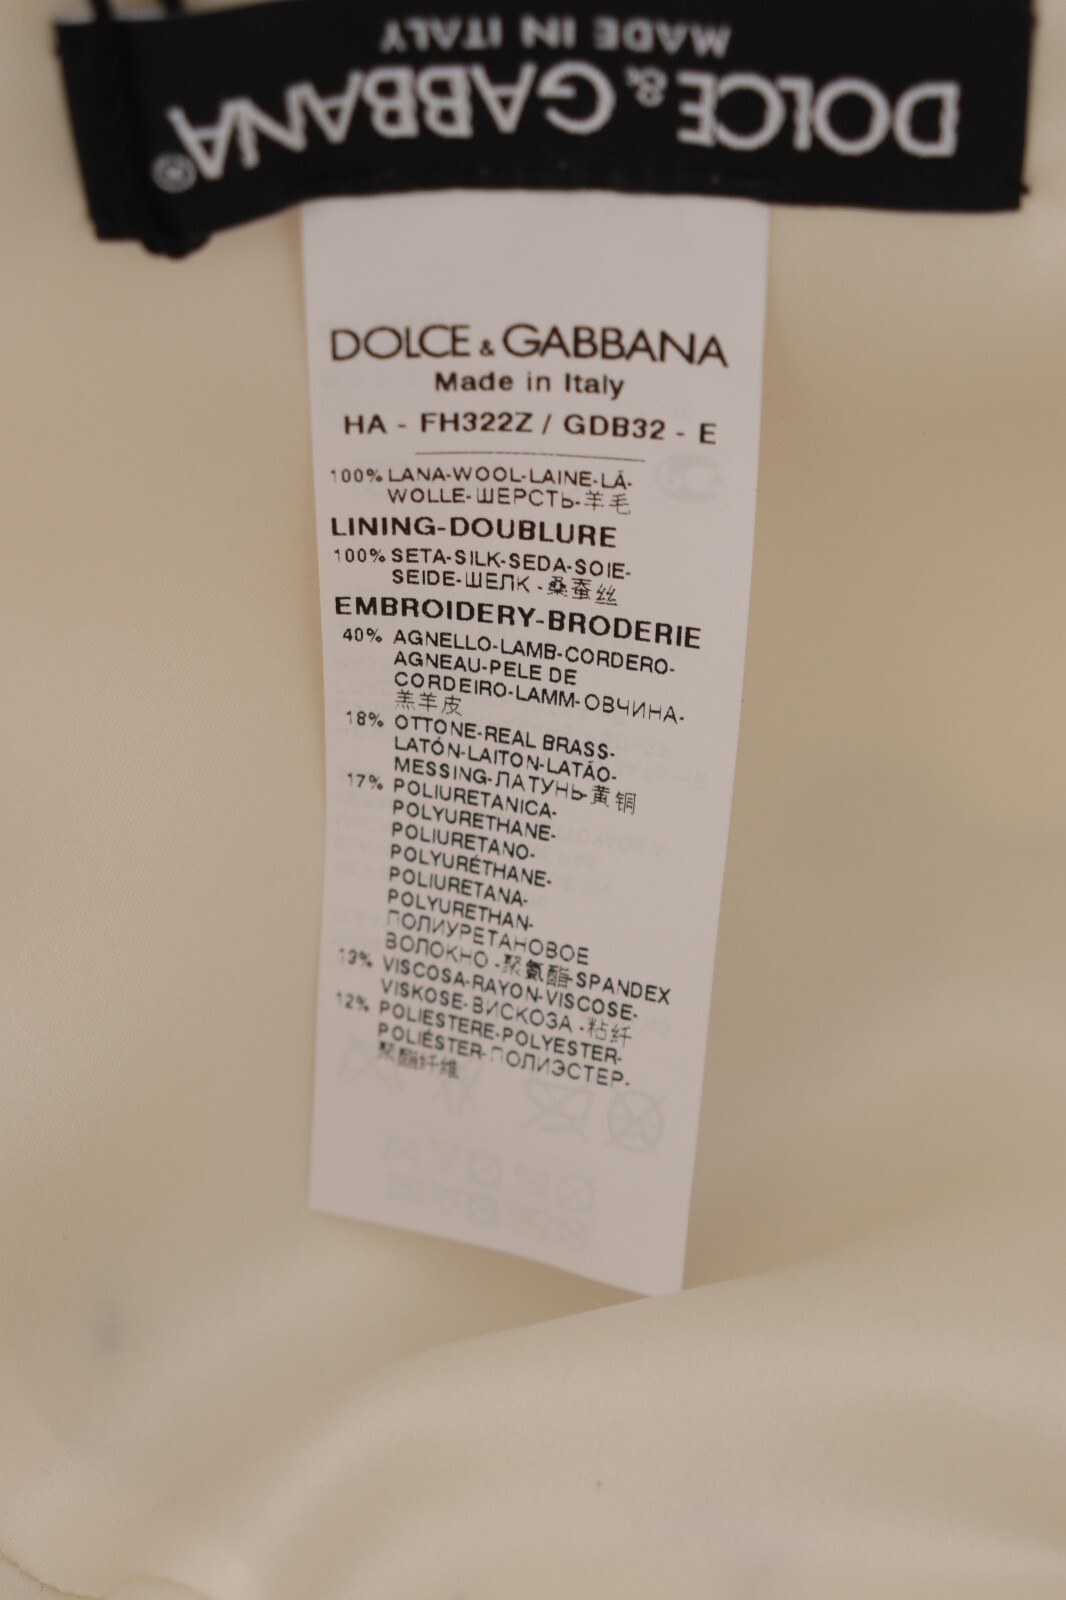 MADE IN ITALY
DOLCE & GABBANA®
DOLCE & GABBANA
Made in Italy
HA - FH322Z / GDB32 - E
100% LANA-WOOL-LAINE-LÃ-
WOLLE-ШЕРСТЬ-羊毛
LINING-DOUBLURE
100% SETA-SILK-SEDA-SOIE-
SEIDE-ШЕЛК-桑蚕丝
EMBROIDERY-BRODERIE
40% AGNELLO-LAMB-CORDERO-
AGNEAU-PELE DE
CORDEIRO-LAMM-ОВЧИНА-
羔羊皮
18% OTTONE-REAL BRASS-
LATÓN-LAITON-LATÃO-
MESSING-ЛАТУНЬ-黄铜
17% POLIURETANICA-
POLYURETHANE-
POLIURETANO-
POLYURÉTHANE-
POLIURETANA-
POLYURETHAN-
ПОЛИУРЕТАНОВОЕ
ВОЛОКНО-聚氨酯-SPANDEX
13% VISCOSA-RAYON-VISCOSE-
VISKOSE-ВИСКОЗА-粘纤
12% POLIESTERE-POLYESTER-
POLIÉSTER-ПОЛИЭСТЕР-
聚酯纤维